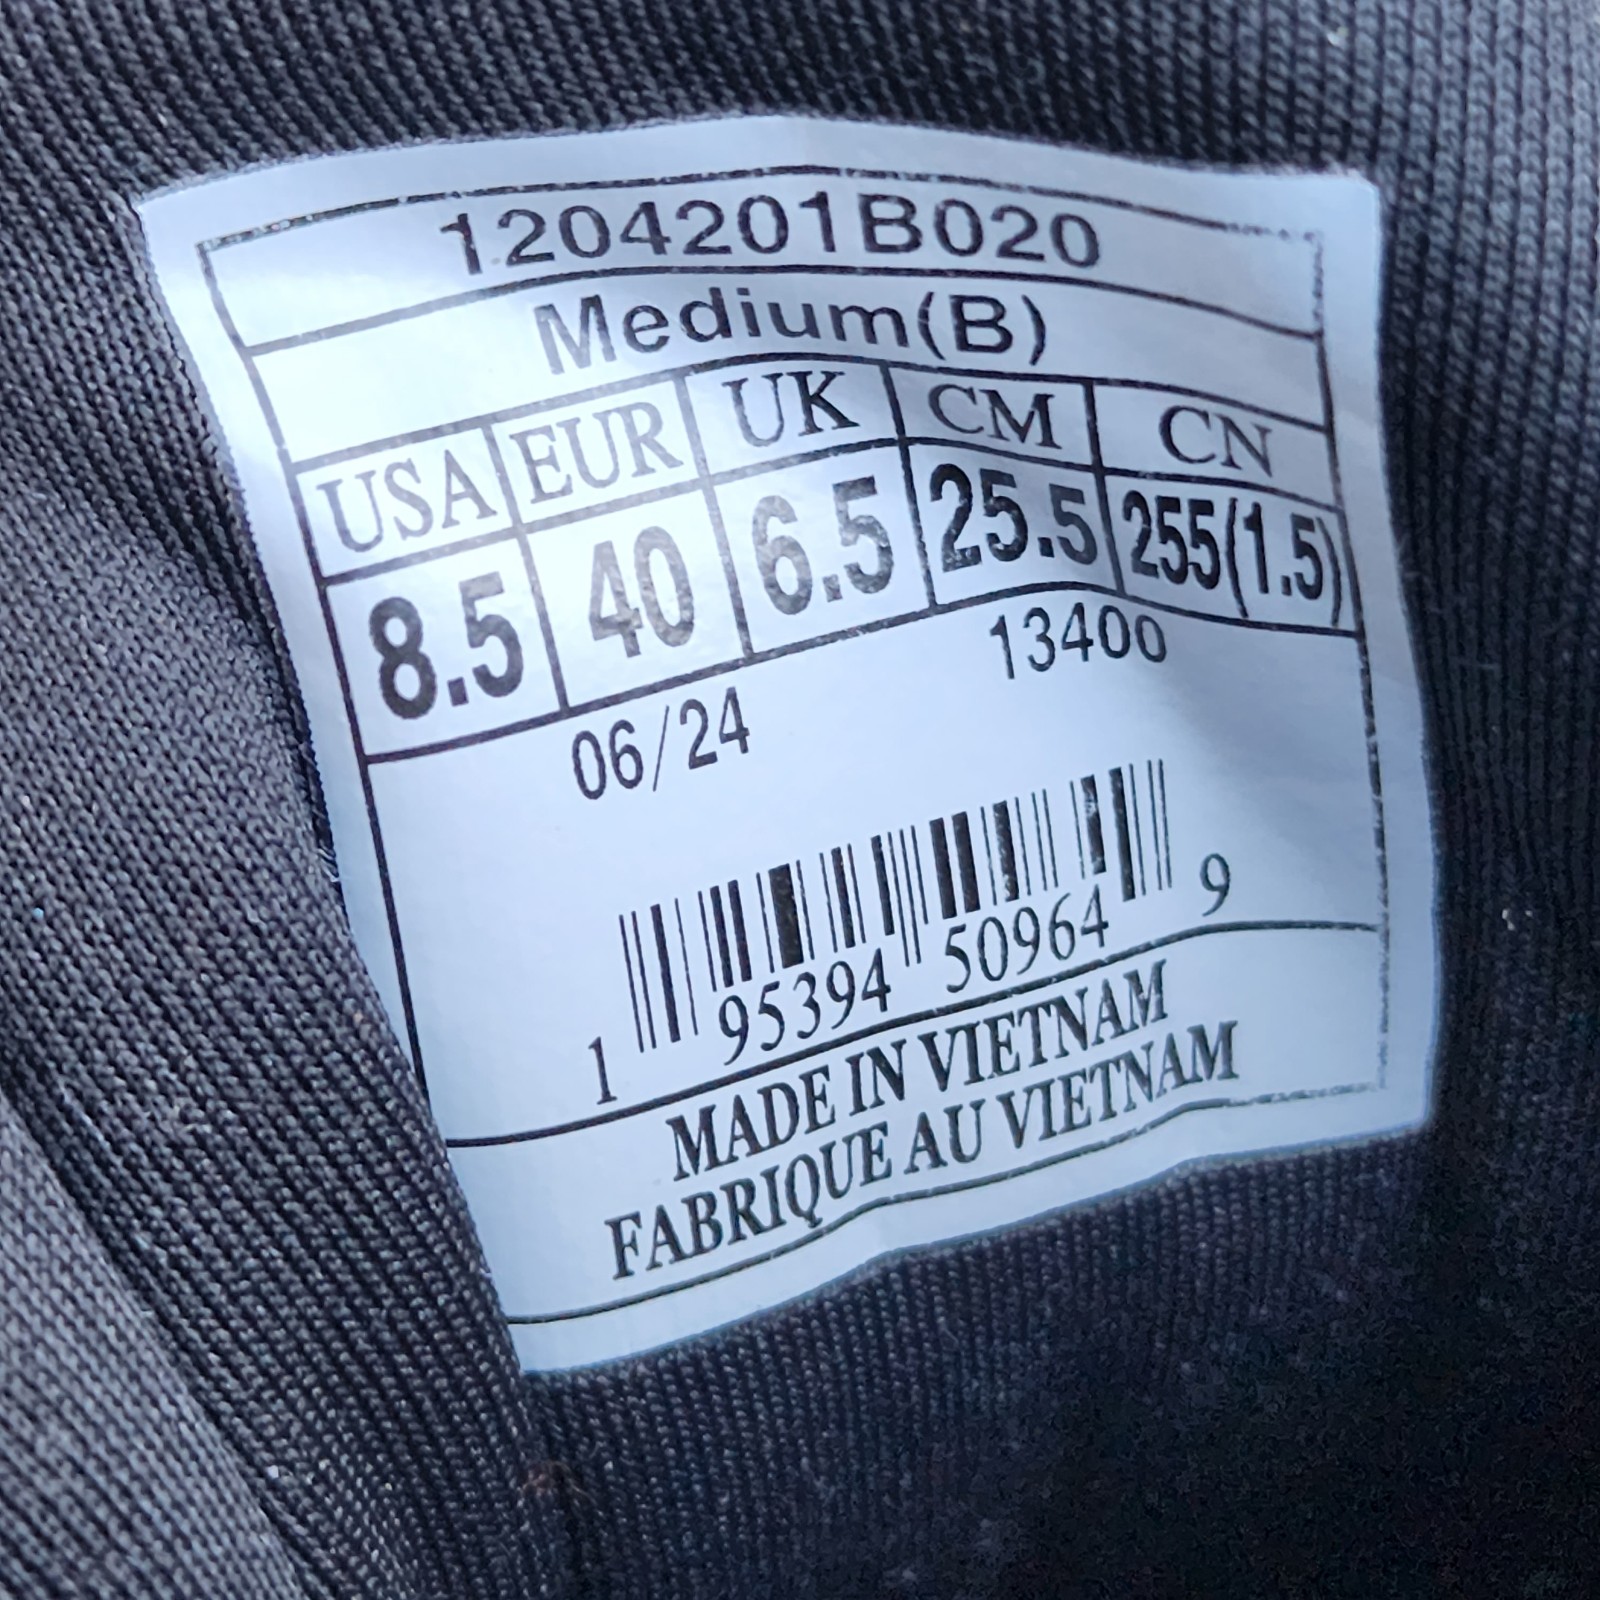 1204201B020
Medium(B)
USA EUR UK CM CN
8.5 40 6.5 25.5 255(1.5)
06/24 13400
1 95394 50964 9
MADE IN VIETNAM
FABRIQUE AU VIETNAM